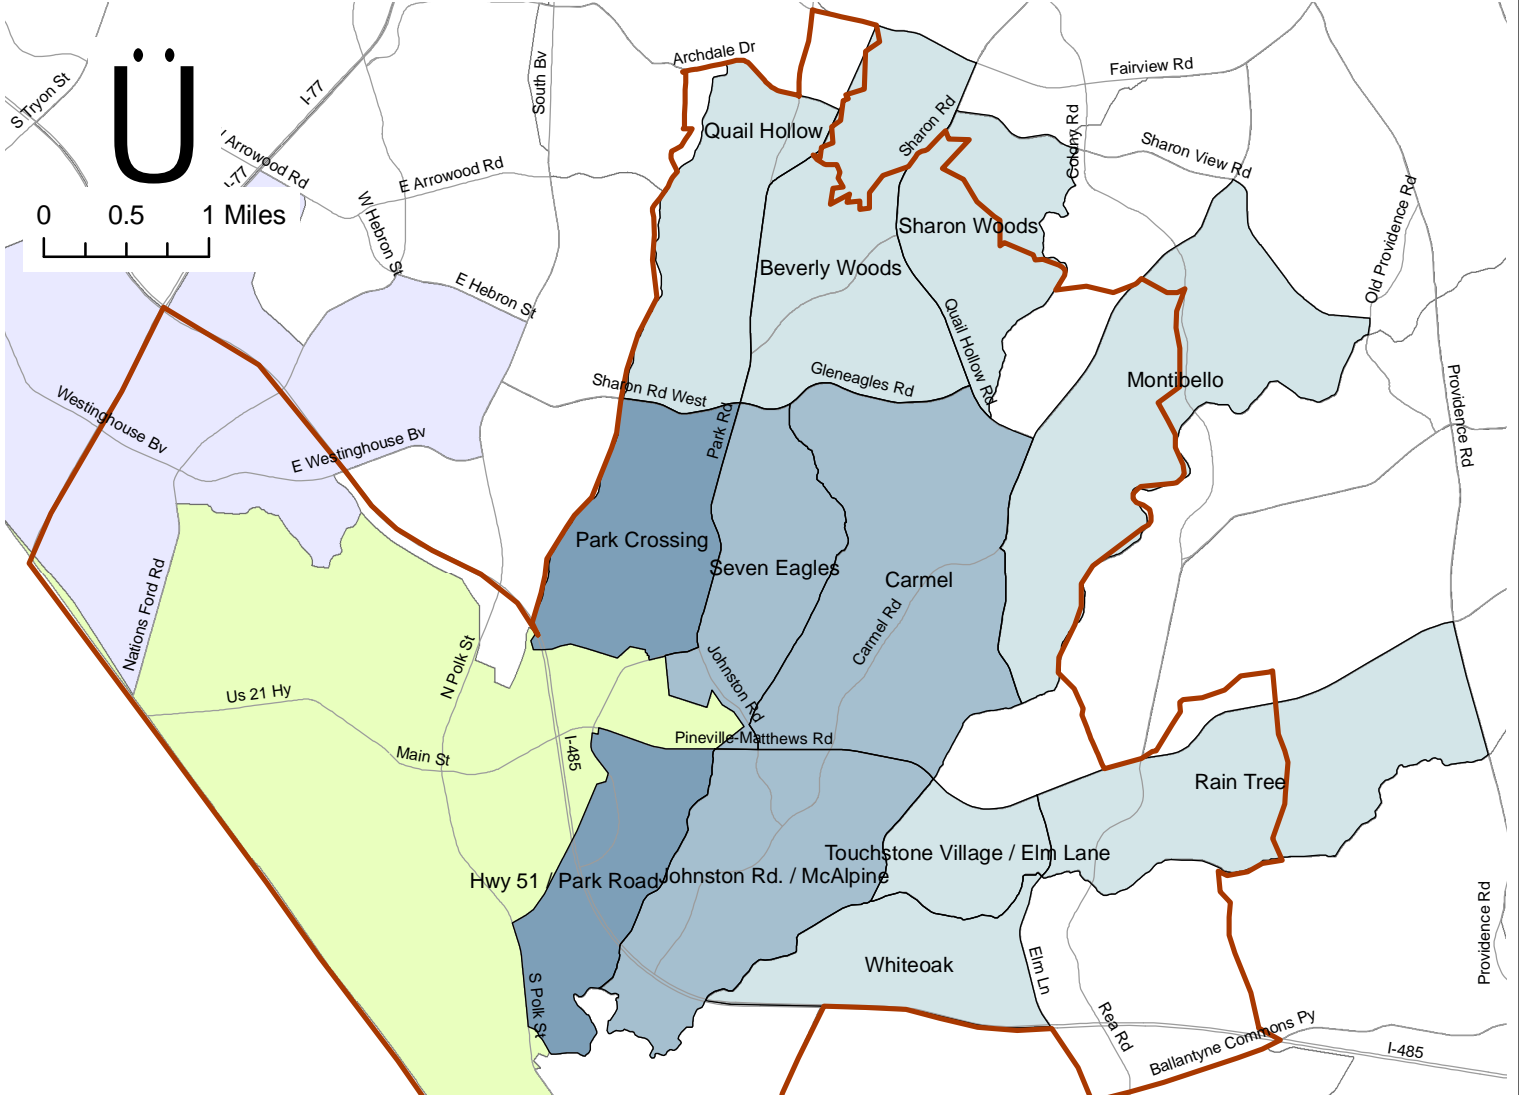 Ü
0 0.5 1 Miles
S Tryon St
I-77
Arrowood Rd
I-77
South Bv
Archdale Dr
Fairview Rd
Sharon Rd
Colony Rd
Sharon View Rd
Old Providence Rd
Quail Hollow
E Arrowood Rd
W Hebron St
E Hebron St
Sharon Woods
Beverly Woods
Quail Hollow Rd
Gleneagles Rd
Sharon Rd West
Park Rd
Montibello
Providence Rd
Westinghouse Bv
E Westinghouse Bv
Park Crossing
Seven Eagles
Carmel
Carmel Rd
Nations Ford Rd
N Polk St
Us 21 Hy
Main St
I-485
Johnston Rd
Pineville-Matthews Rd
Rain Tree
Touchstone Village / Elm Lane
Hwy 51 / Park Road
Johnston Rd. / McAlpine
Whiteoak
Elm Ln
S Polk St
Rea Rd
Providence Rd
Ballantyne Commons Py
I-485